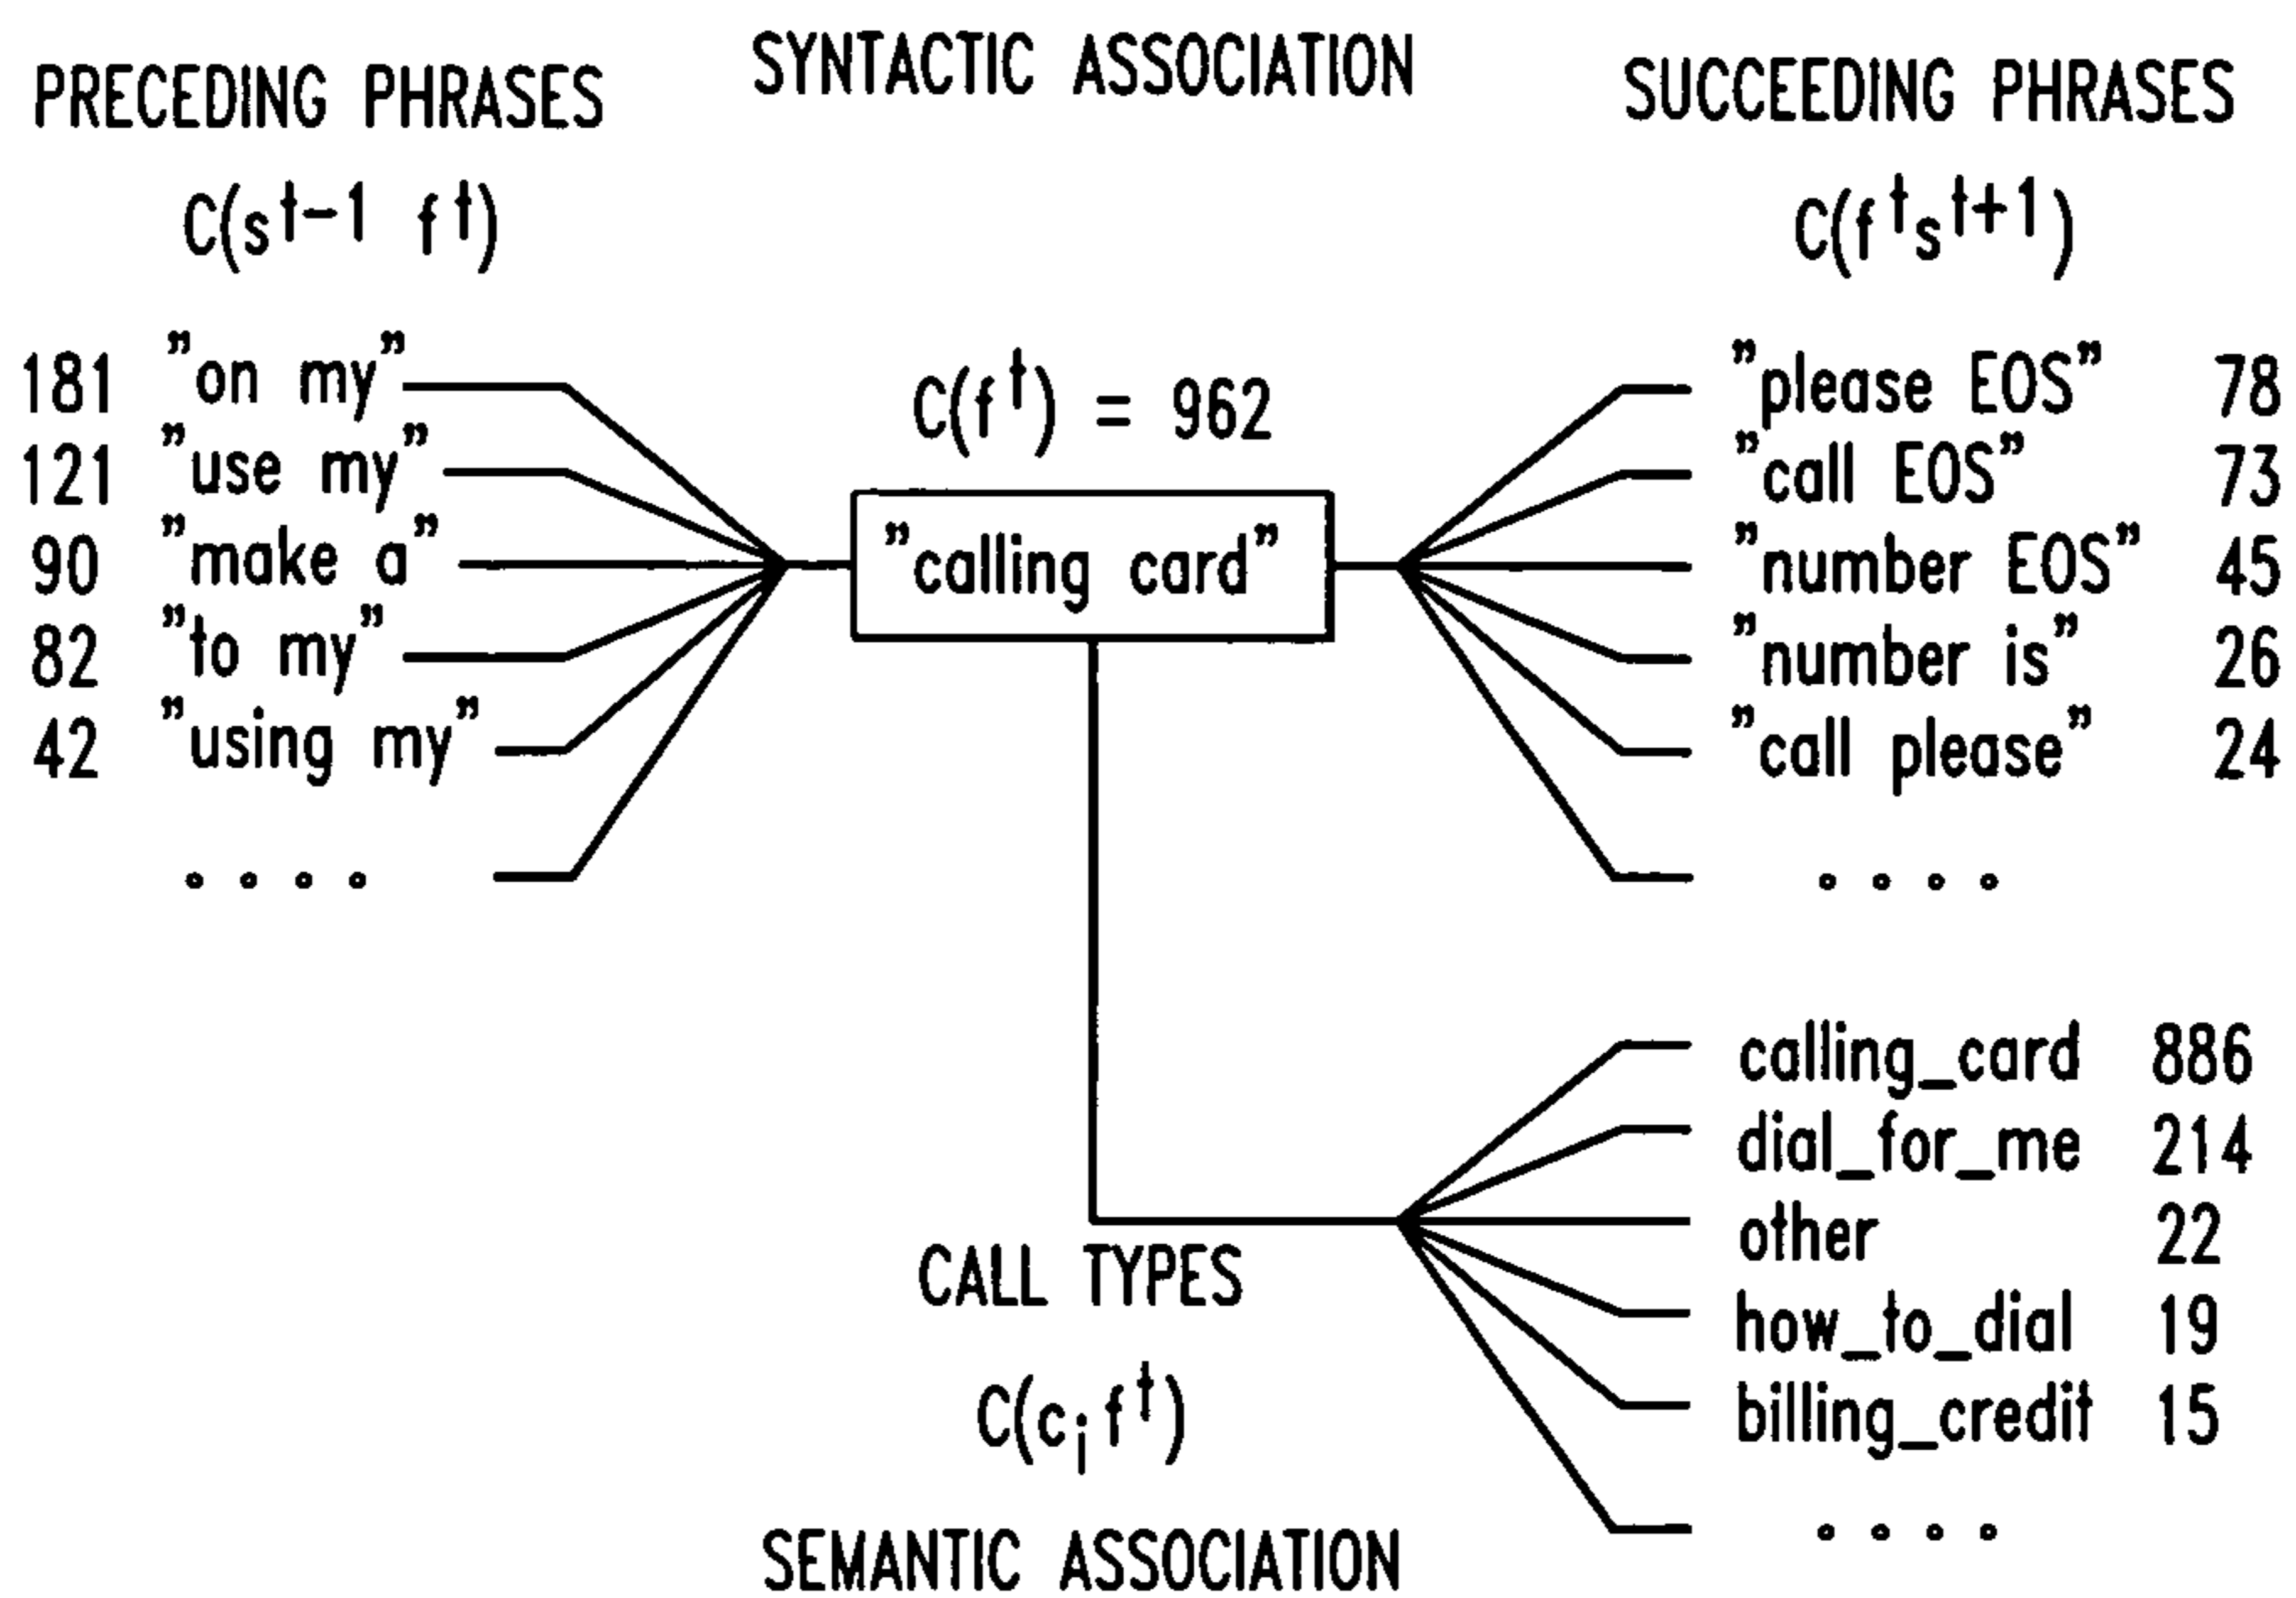 SYNTACTIC ASSOCIATION
PRECEDING PHRASES
C(s^t-1 f^t)
181 "on my"
121 "use my"
90 "make a"
82 "to my"
42 "using my"
. . . .
C(f^t) = 962
"calling card"
SUCCEEDING PHRASES
C(f^t s^t+1)
"please EOS" 78
"call EOS" 73
"number EOS" 45
"number is" 26
"call please" 24
. . . .
calling_card 886
dial_for_me 214
other 22
how_to_dial 19
billing_credit 15
. . . .
CALL TYPES
C(c_i f^t)
SEMANTIC ASSOCIATION